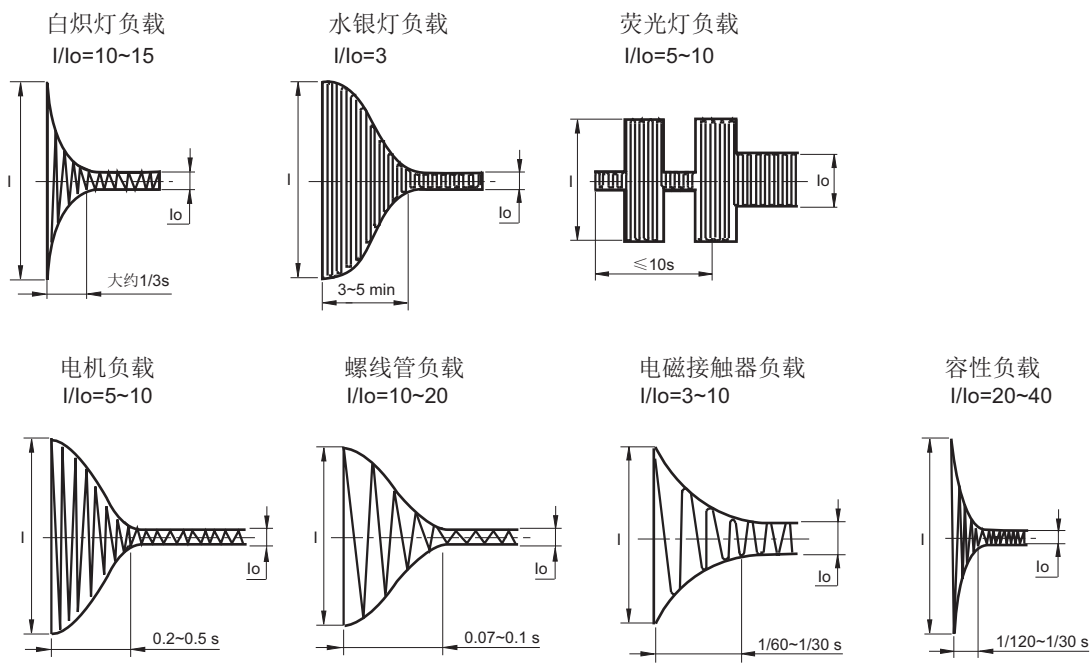 白炽灯负载
I/Io=10~15
I
Io
大约1/3s
水银灯负载
I/Io=3
I
Io
3~5 min
荧光灯负载
I/Io=5~10
I
Io
≤10s
电机负载
I/Io=5~10
I
Io
0.2~0.5 s
螺线管负载
I/Io=10~20
I
Io
0.07~0.1 s
电磁接触器负载
I/Io=3~10
I
Io
1/60~1/30 s
容性负载
I/Io=20~40
I
Io
1/120~1/30 s